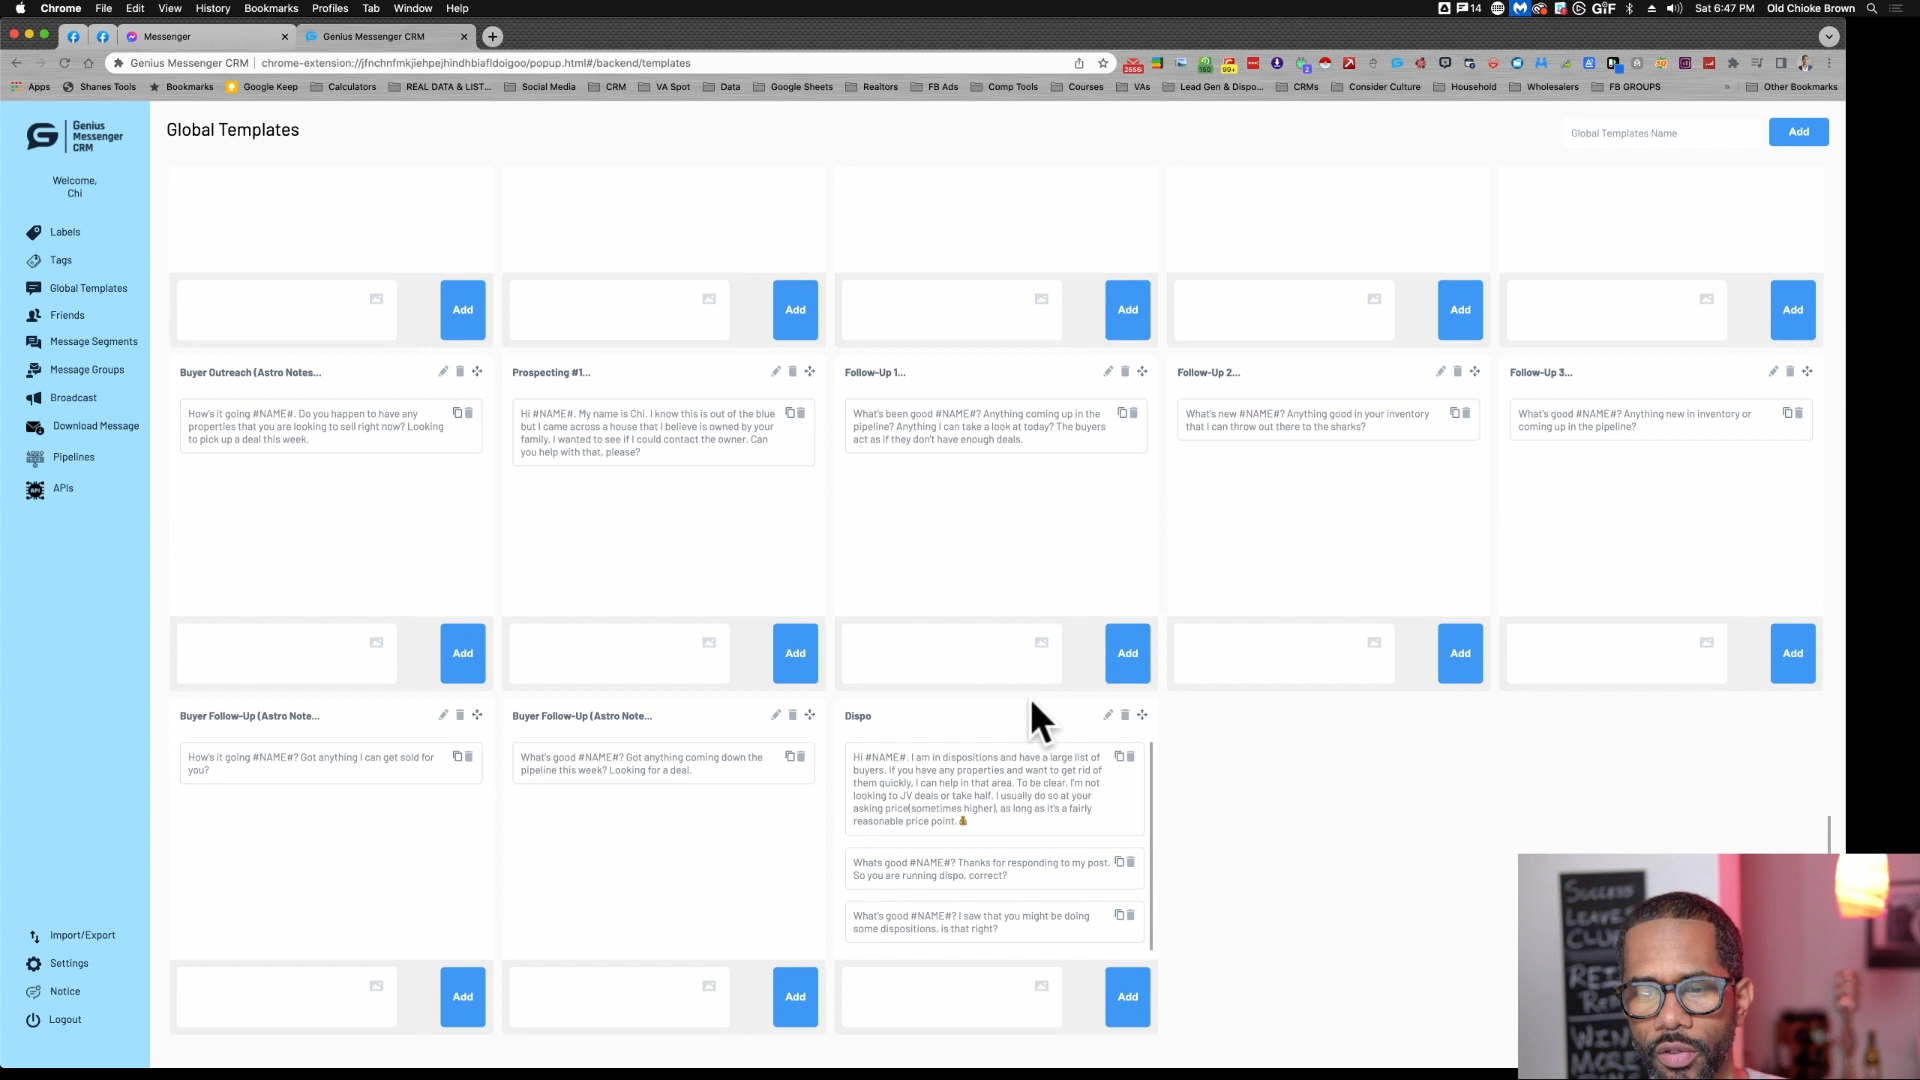 Chrome File Edit View History Bookmarks Profiles Tab Window Help
14 GIF Sat 6:47 PM Old Chioke Brown
Messenger
Genius Messenger CRM
Genius Messenger CRM | chrome-extension://jfnchnfmkjiehpejhindhbiafldoigoo/popup.html#/backend/templates
2656 160 99+ 2
Apps Shanes Tools Bookmarks Google Keep Calculators REAL DATA & LIST... Social Media CRM VA Spot Data Google Sheets Realtors FB Ads Comp Tools Courses VAs Lead Gen & Dispo... CRMs Consider Culture Household Wholesalers FB GROUPS » Other Bookmarks
Genius
Messenger
CRM
Welcome,
Chi
Labels
Tags
Global Templates
Friends
Message Segments
Message Groups
Broadcast
Download Message
Pipelines
APIs
Import/Export
Settings
Notice
Logout
Global Templates
Global Templates Name
Add
Add Add Add Add Add
Buyer Outreach (Astro Notes...
How's it going #NAME#. Do you happen to have any
properties that you are looking to sell right now? Looking
to pick up a deal this week.
Add
Prospecting #1...
Hi #NAME#. My name is Chi. I know this is out of the blue
but I came across a house that I believe is owned by your
family. I wanted to see if I could contact the owner. Can
you help with that, please?
Add
Follow-Up 1...
What's been good #NAME#? Anything coming up in the
pipeline? Anything I can take a look at today? The buyers
act as if they don't have enough deals.
Add
Follow-Up 2...
What's new #NAME#? Anything good in your inventory
that I can throw out there to the sharks?
Add
Follow-Up 3...
What's good #NAME#? Anything new in inventory or
coming up in the pipeline?
Add
Buyer Follow-Up (Astro Note...
How's it going #NAME#? Got anything I can get sold for
you?
Add
Buyer Follow-Up (Astro Note...
What's good #NAME#? Got anything coming down the
pipeline this week? Looking for a deal.
Add
Dispo
Hi #NAME#. I am in dispositions and have a large list of
buyers. If you have any properties and want to get rid of
them quickly, I can help in that area. To be clear, I'm not
looking to JV deals or take half. I usually do so at your
asking price(sometimes higher), as long as it's a fairly
reasonable price point.💰
Whats good #NAME#? Thanks for responding to my post.
So you are running dispo, correct?
What's good #NAME#? I saw that you might be doing
some dispositions, is that right?
Add
SUCCESS
LEAVES